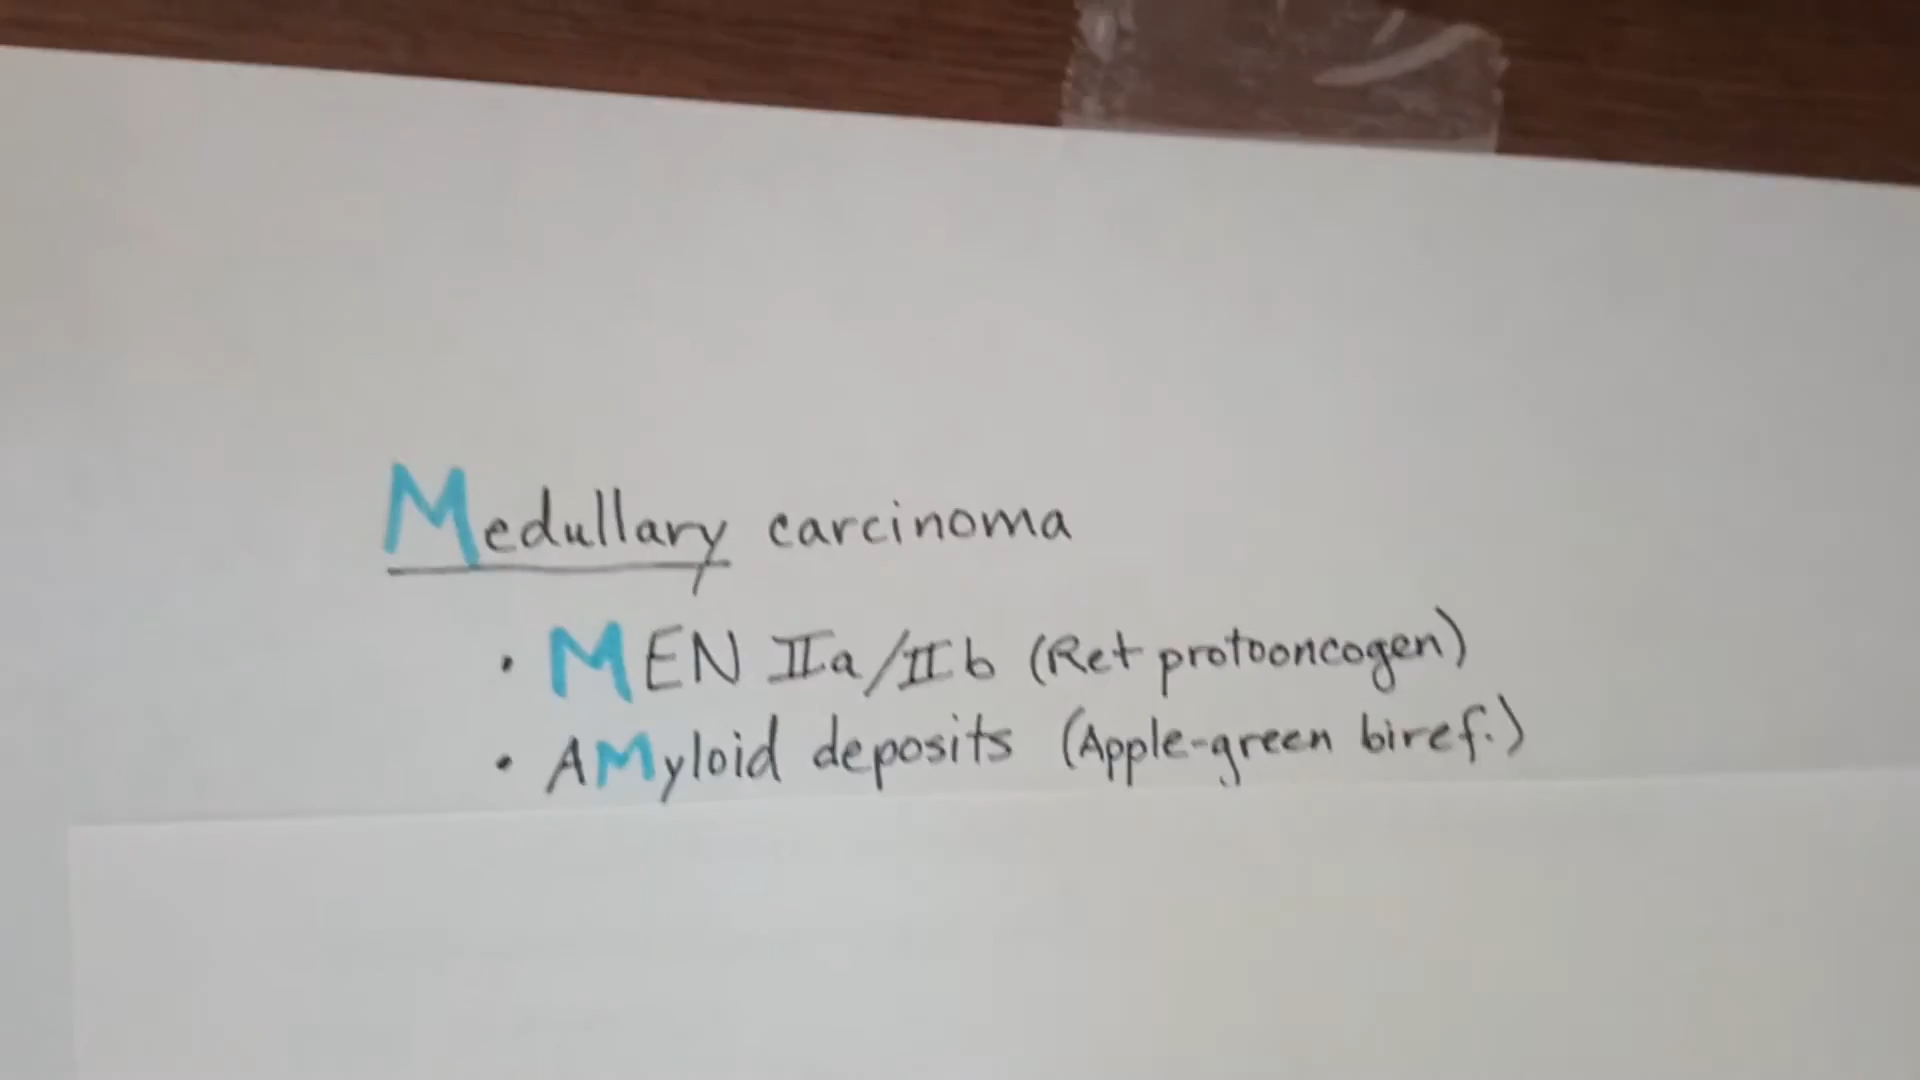 Medullary carcinoma
• MEN IIa/IIb (Ret protooncogen)
• AMyloid deposits (Apple-green biref.)